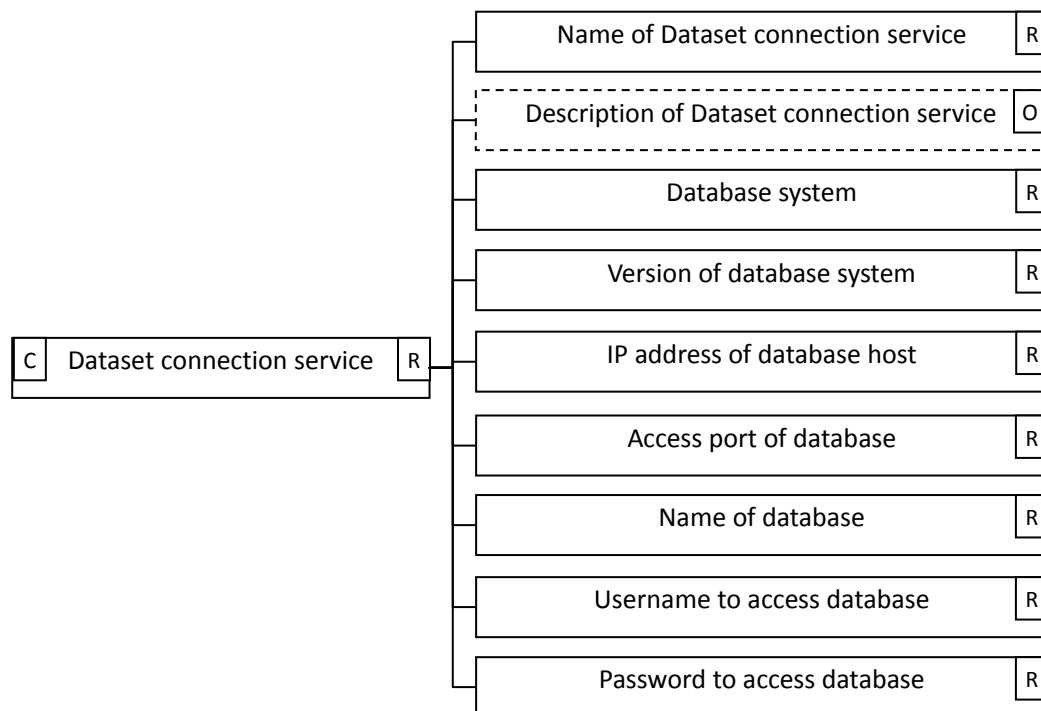 Name of Dataset connection service R
Description of Dataset connection service O
Database system R
Version of database system R
C Dataset connection service R
IP address of database host R
Access port of database R
Name of database R
Username to access database R
Password to access database R